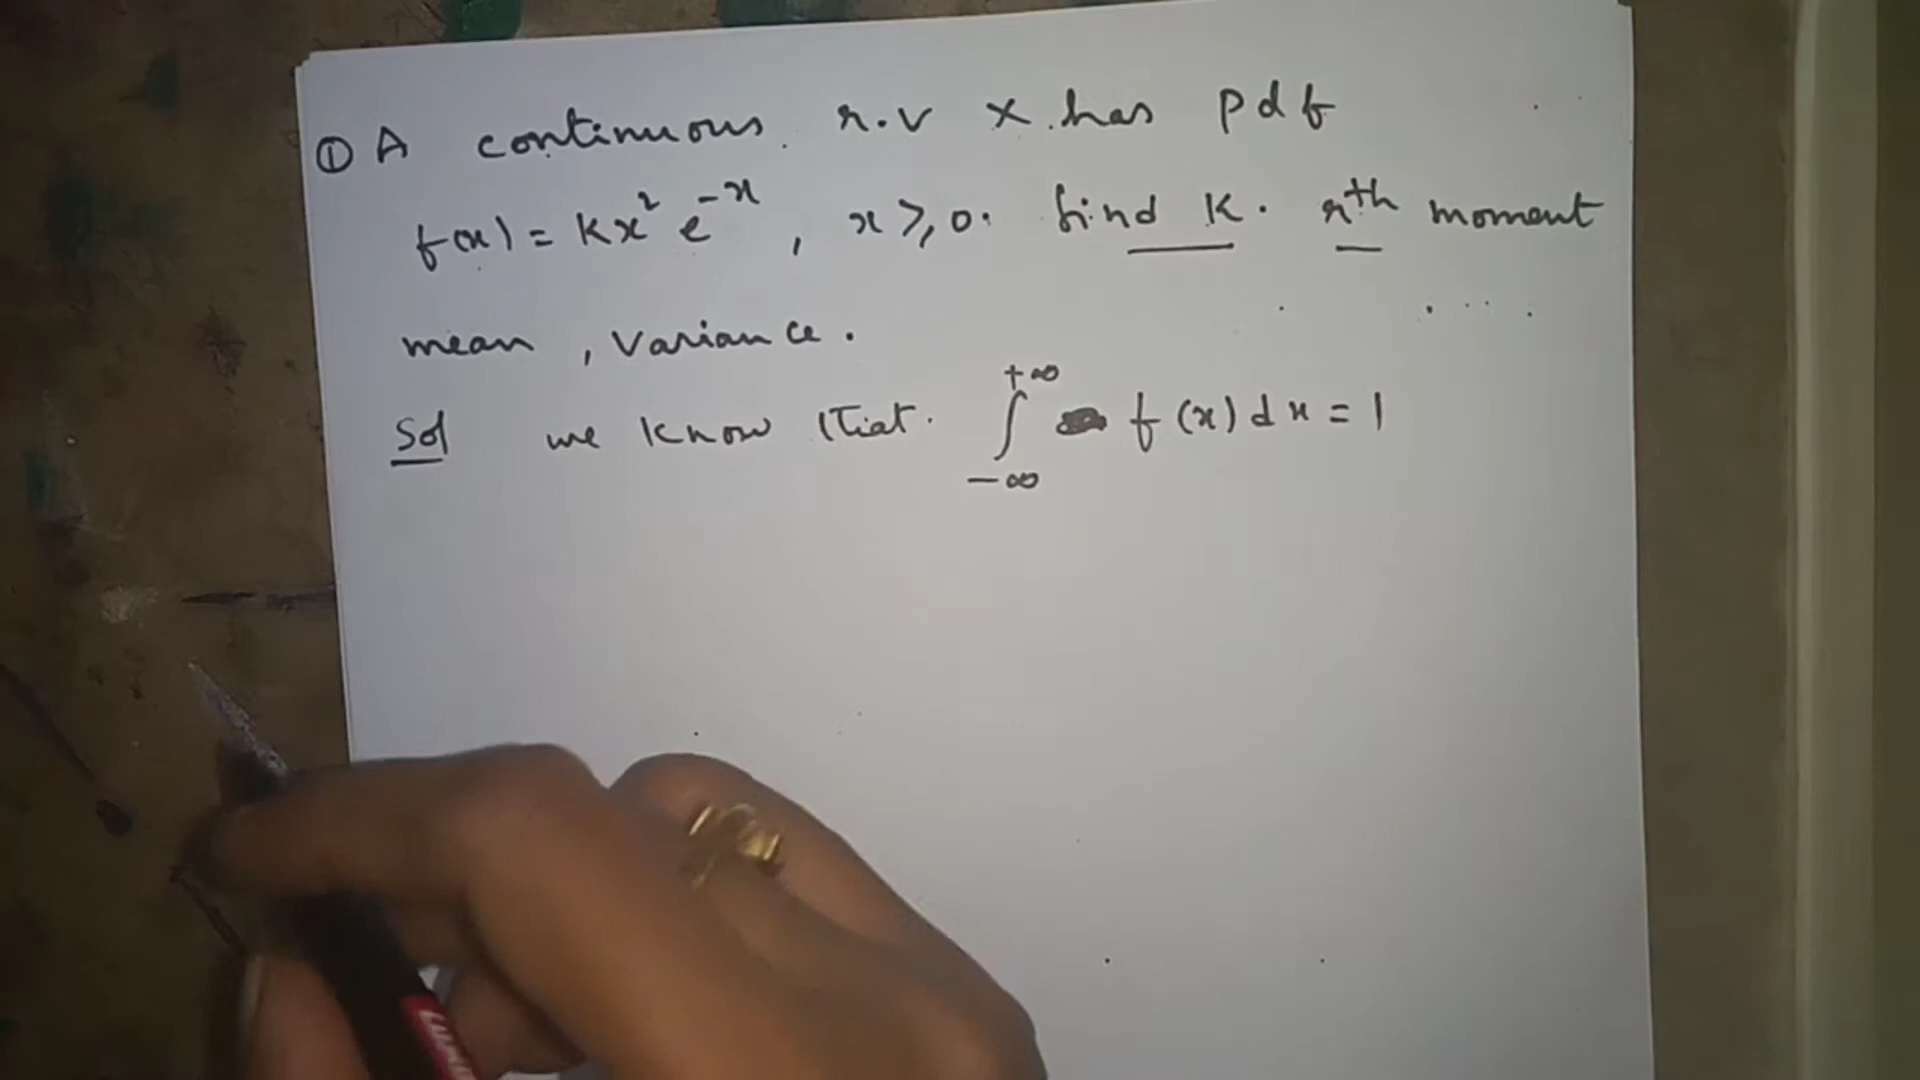 ① A continuous r.v X has pdf
f(x) = kx² e⁻ˣ , x ≥ 0. find K. rᵗʰ moment
mean , variance.
Sol we know that. ∫₋∞⁺∞ f(x) dx = 1